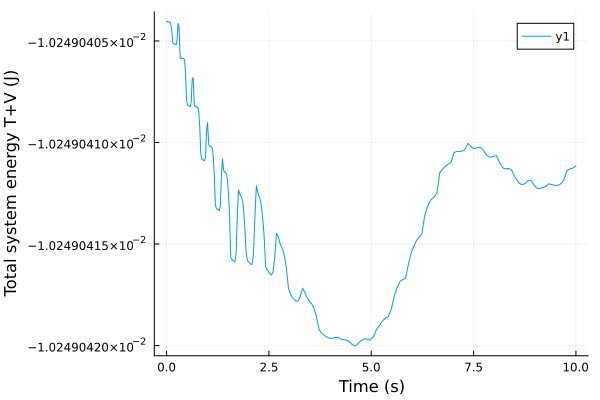 Total system energy T+V (J)
−1.02490405×10⁻²
−1.02490410×10⁻²
−1.02490415×10⁻²
−1.02490420×10⁻²
y1
0.0 2.5 5.0 7.5 10.0
Time (s)